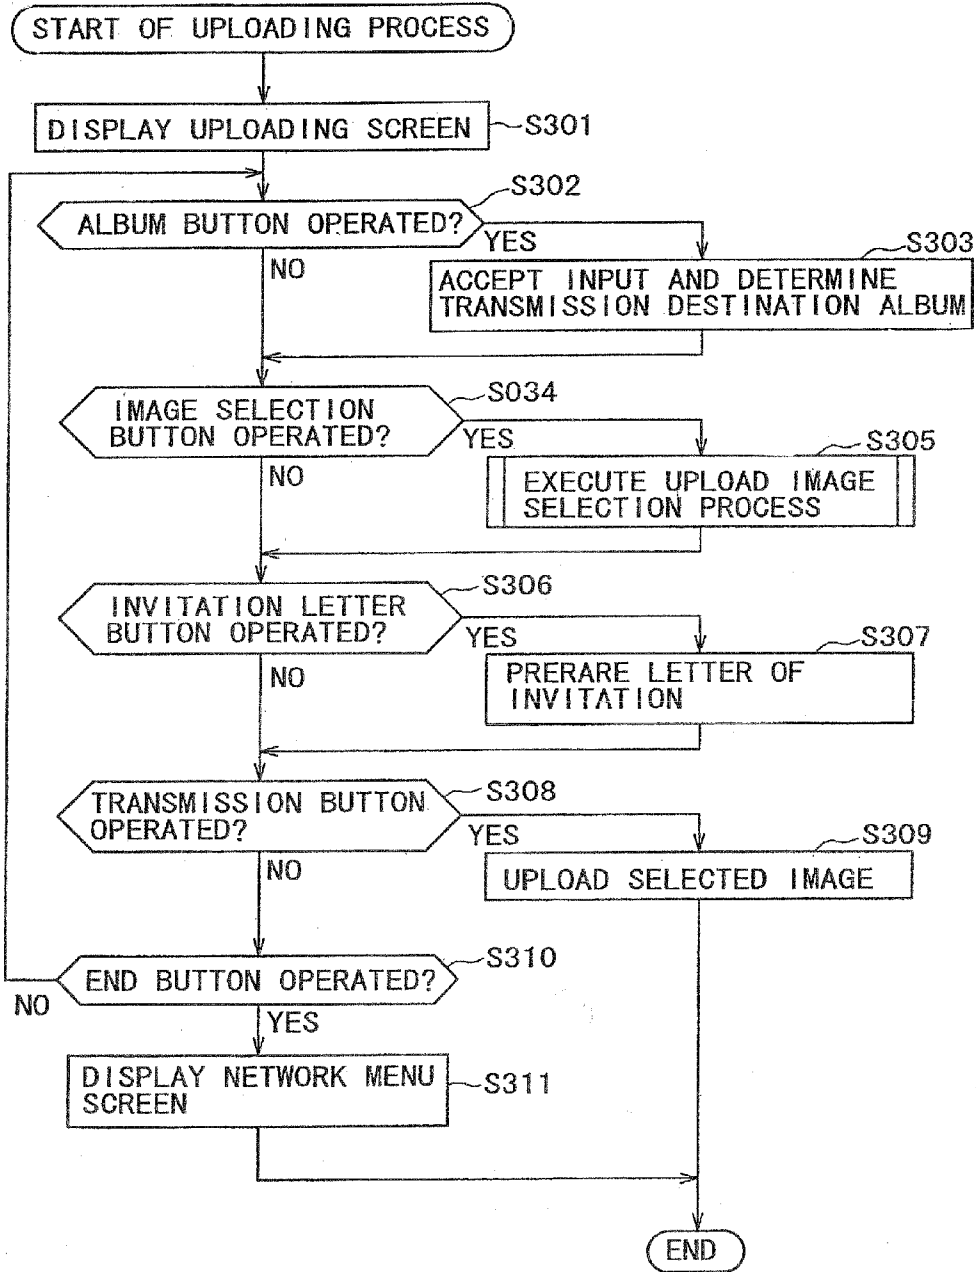 START OF UPLOADING PROCESS
DISPLAY UPLOADING SCREEN
S301
S302
ALBUM BUTTON OPERATED?
YES
NO
S303
ACCEPT INPUT AND DETERMINE
TRANSMISSION DESTINATION ALBUM
S034
IMAGE SELECTION
BUTTON OPERATED?
YES
NO
S305
EXECUTE UPLOAD IMAGE
SELECTION PROCESS
S306
INVITATION LETTER
BUTTON OPERATED?
YES
NO
S307
PRERARE LETTER OF
INVITATION
S308
TRANSMISSION BUTTON
OPERATED?
YES
NO
S309
UPLOAD SELECTED IMAGE
S310
END BUTTON OPERATED?
NO
YES
DISPLAY NETWORK MENU
SCREEN
S311
END